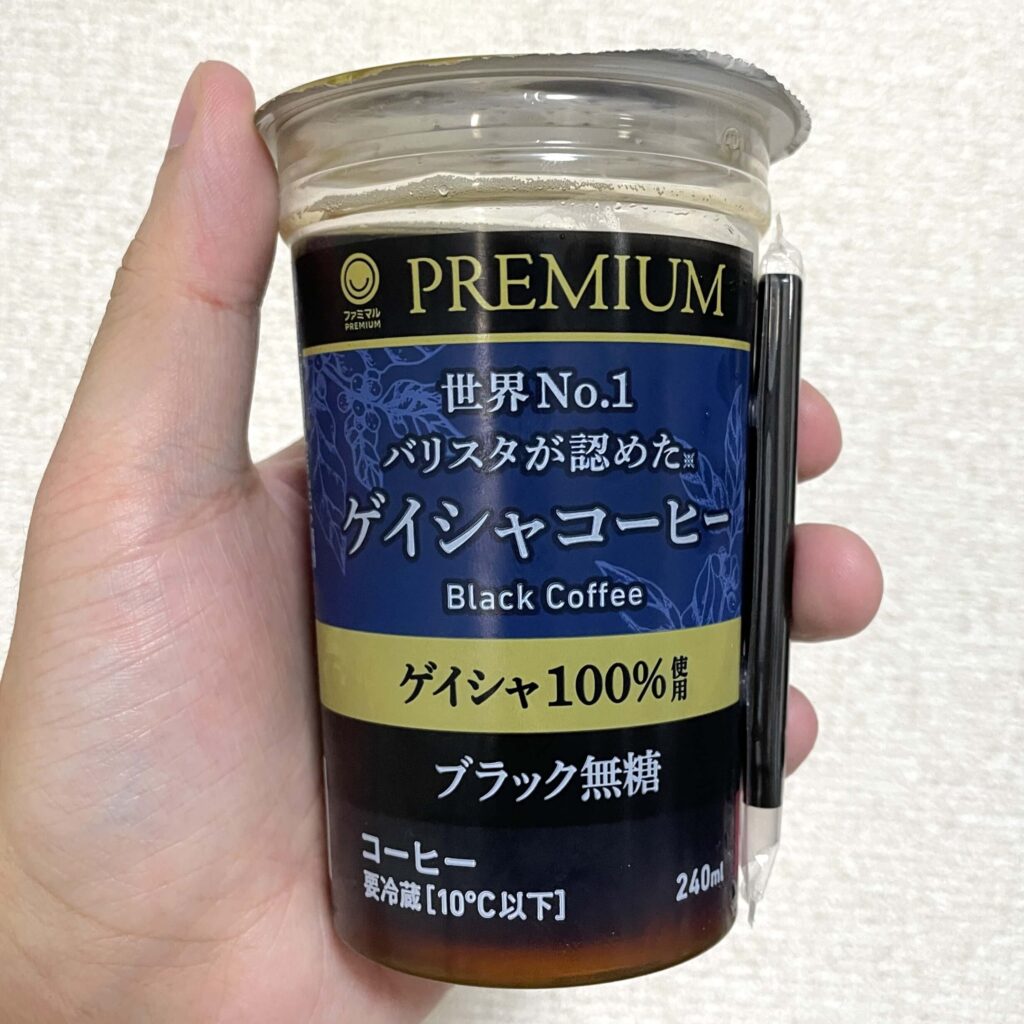 ファミマル
PREMIUM
PREMIUM
世界No.1
バリスタが認めた※
ゲイシャコーヒー
Black Coffee
ゲイシャ100%使用
ブラック無糖
コーヒー
要冷蔵[10℃以下]
240ml